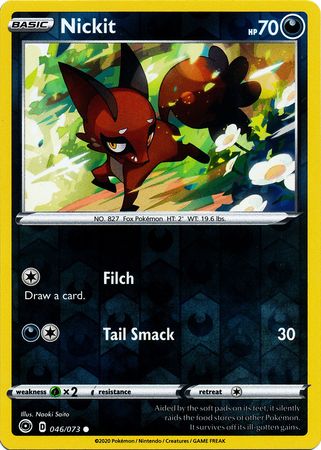 BASIC Nickit HP 70
NO. 827 Fox Pokémon HT: 2' WT: 19.6 lbs.
Filch
Draw a card.
Tail Smack 30
weakness ×2 resistance retreat
Illus. Naoki Saito
D 046/073
Aided by the soft pads on its feet, it silently
raids the food stores of other Pokémon.
It survives off its ill-gotten gains.
©2020 Pokémon / Nintendo / Creatures / GAME FREAK